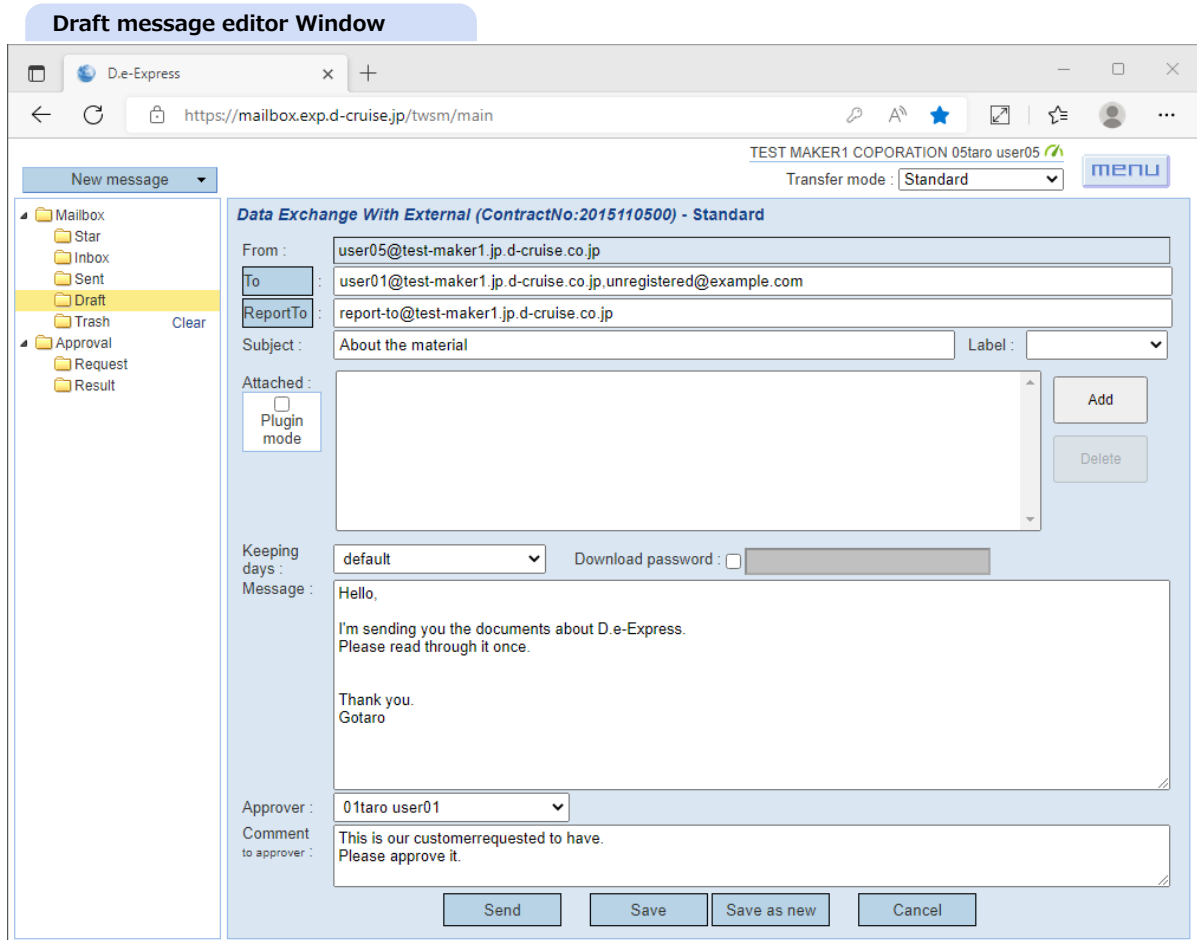 Draft message editor Window
D.e-Express
https://mailbox.exp.d-cruise.jp/twsm/main
TEST MAKER1 COPORATION 05taro user05
New message
Transfer mode : Standard
menu
Mailbox
Star
Inbox
Sent
Draft
Trash Clear
Approval
Request
Result
Data Exchange With External (ContractNo:2015110500) - Standard
From : user05@test-maker1.jp.d-cruise.co.jp
To : user01@test-maker1.jp.d-cruise.co.jp,unregistered@example.com
ReportTo : report-to@test-maker1.jp.d-cruise.co.jp
Subject : About the material Label :
Attached :
Plugin
mode
Add
Delete
Keeping
days :
default
Download password :
Message :
Hello,
I'm sending you the documents about D.e-Express.
Please read through it once.
Thank you.
Gotaro
Approver : 01taro user01
Comment
to approver :
This is our customerrequested to have.
Please approve it.
Send Save Save as new Cancel